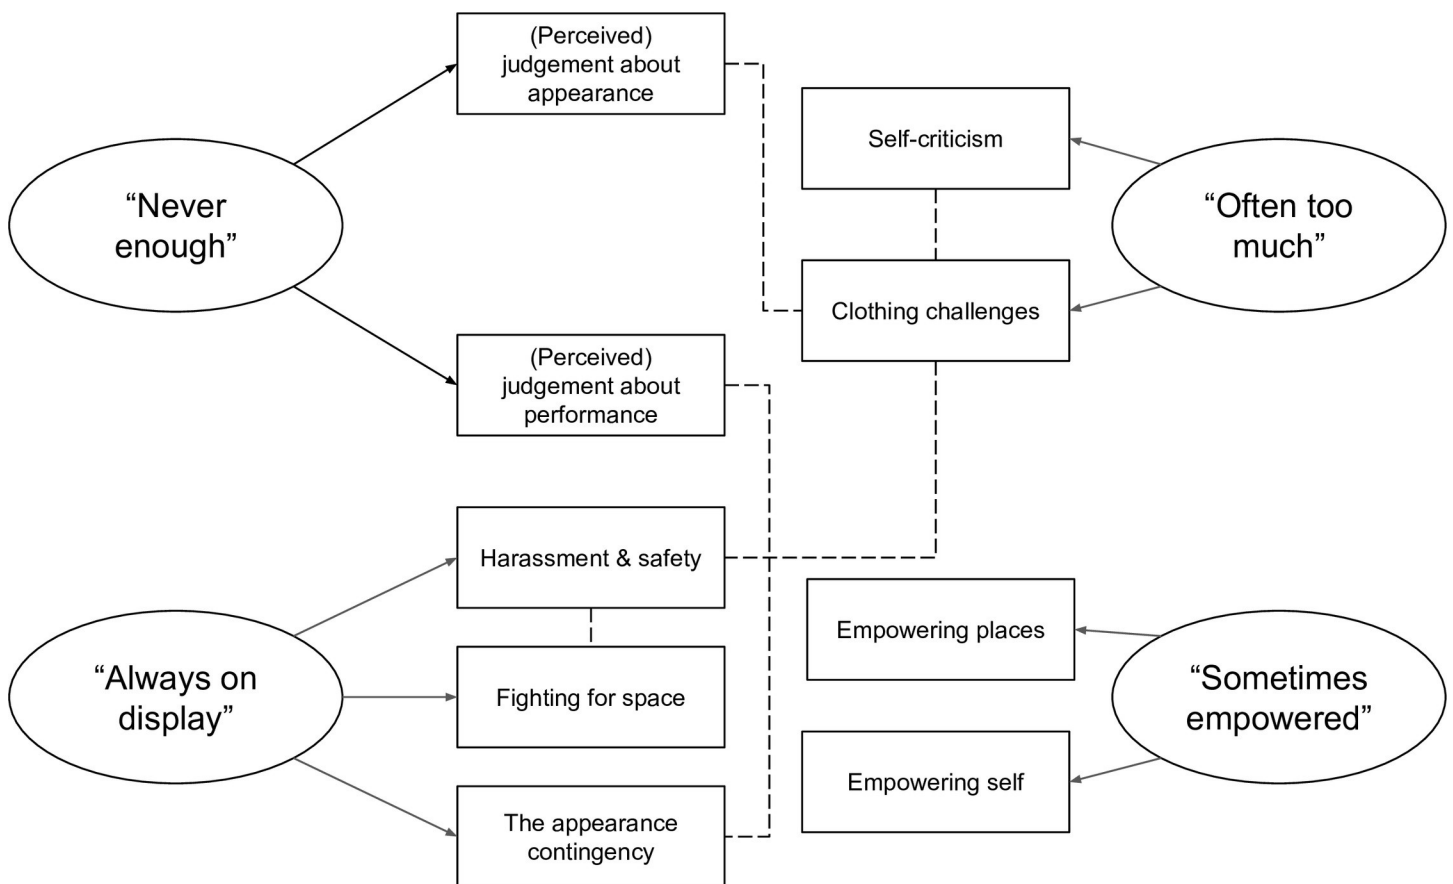 (Perceived)
judgement about
appearance
Self-criticism
“Never
enough”
“Often too
much”
Clothing challenges
(Perceived)
judgement about
performance
Harassment & safety
Empowering places
“Always on
display”
Fighting for space
“Sometimes
empowered”
Empowering self
The appearance
contingency